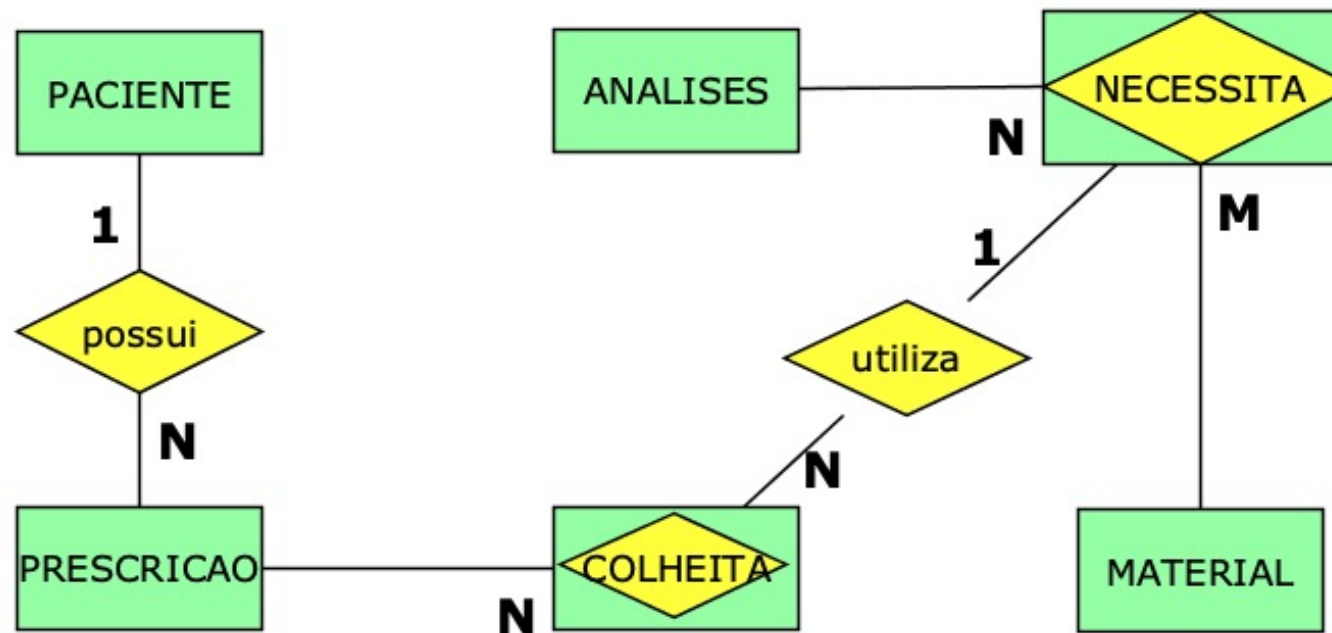 PACIENTE
ANALISES
NECESSITA
N
M
1
1
possui
utiliza
N
N
PRESCRICAO
COLHEITA
MATERIAL
N